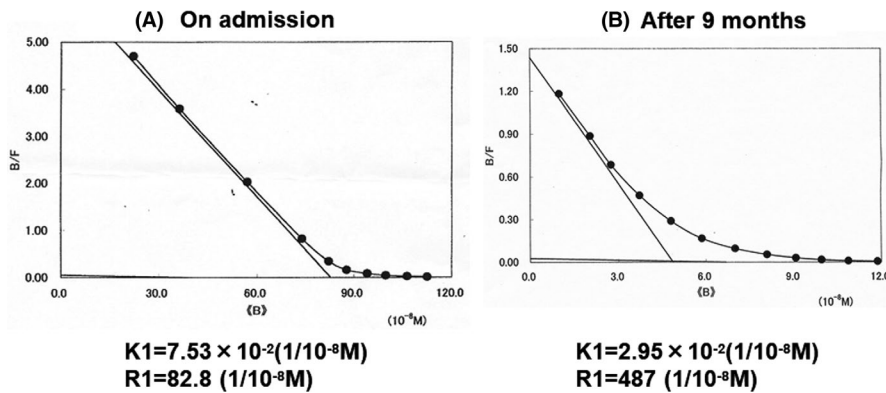 (A) On admission
5.00
4.00
3.00
2.00
1.00
0.00
B/F
0.0 30.0 60.0 90.0 120.0
《B》
(10⁻⁸M)
K1=7.53×10⁻²(1/10⁻⁸M)
R1=82.8 (1/10⁻⁸M)
(B) After 9 months
1.50
1.20
0.90
0.60
0.30
0.00
B/F
0.0 3.0 6.0 9.0 12.0
《B》
(10⁻⁸M)
K1=2.95×10⁻²(1/10⁻⁸M)
R1=487 (1/10⁻⁸M)